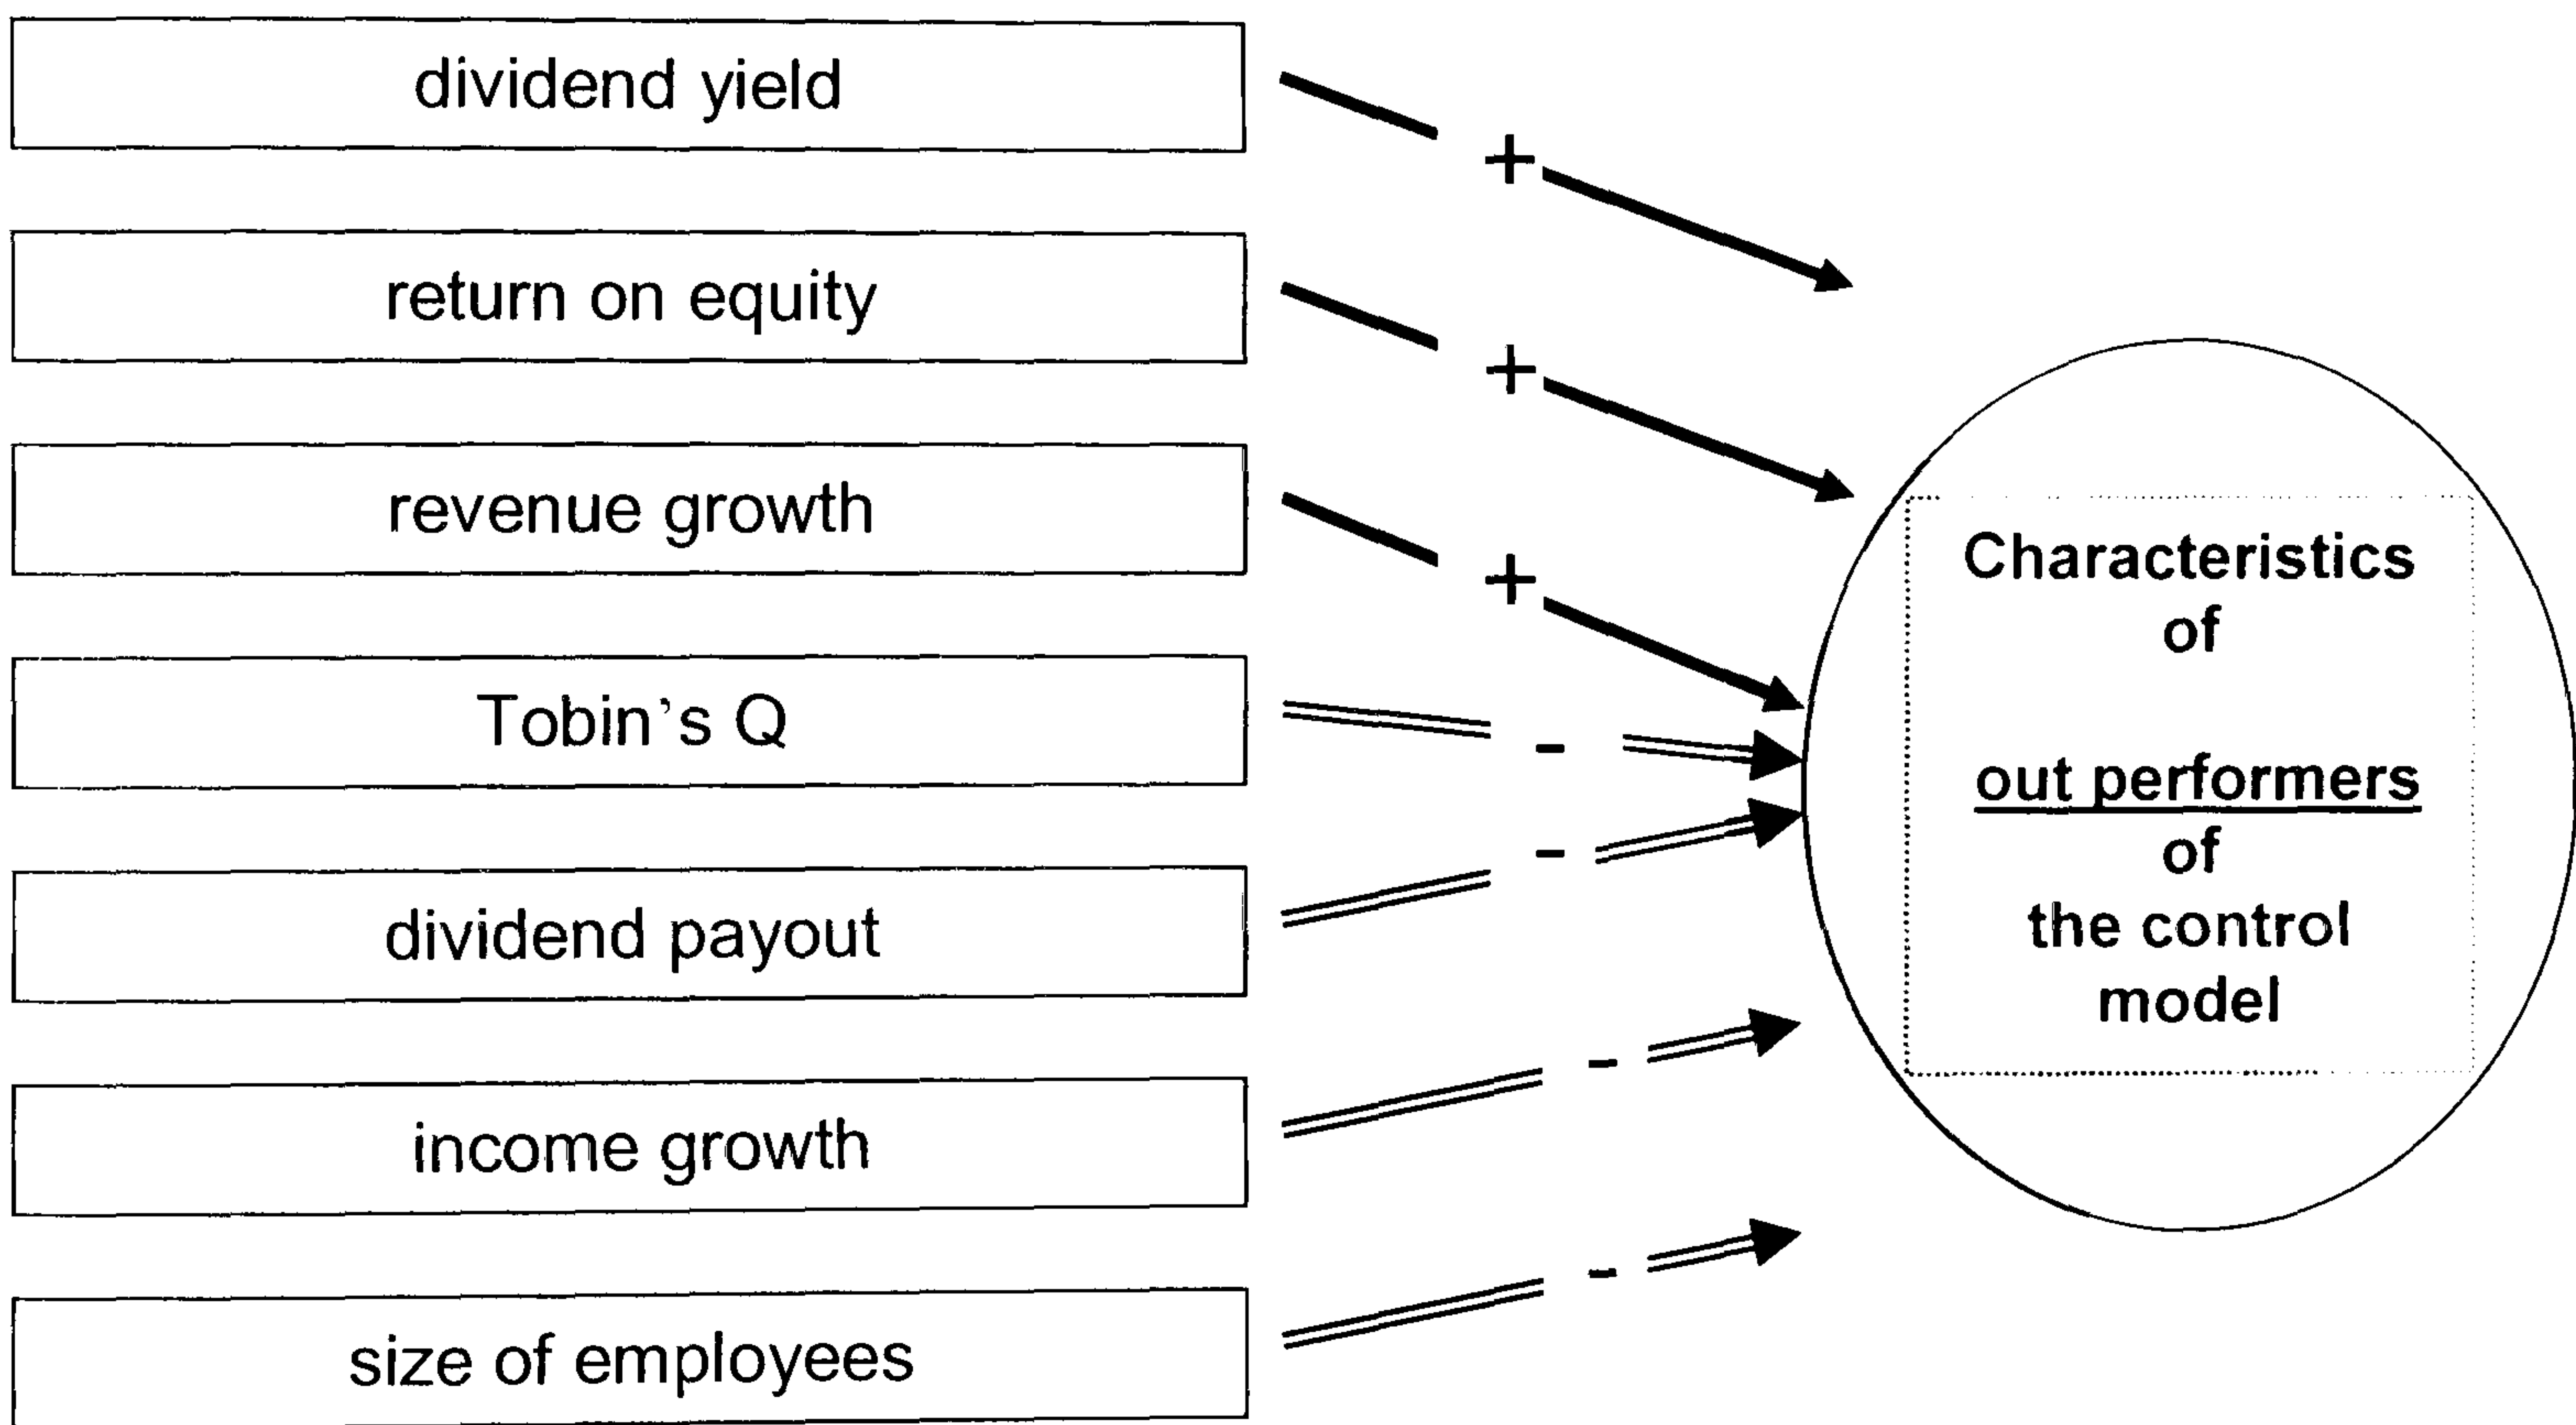 dividend yield
+
return on equity
+
revenue growth
+
Tobin's Q
-
dividend payout
-
income growth
-
size of employees
-
Characteristics
of
out performers
of
the control
model